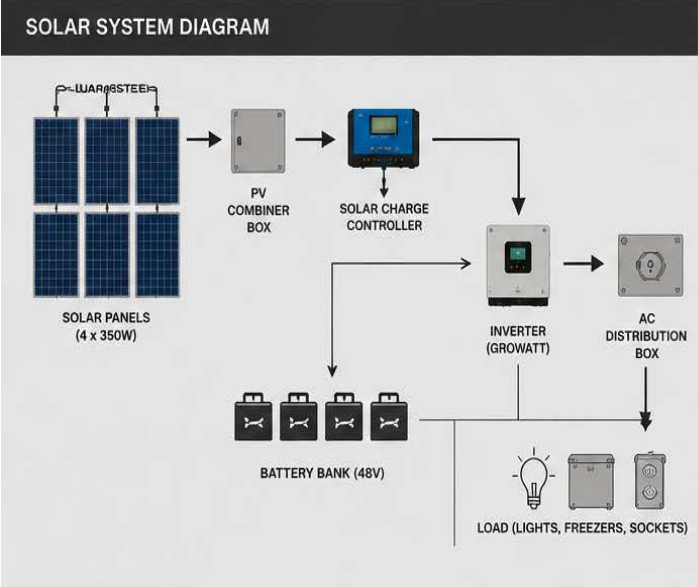 SOLAR SYSTEM DIAGRAM
PV
COMBINER
BOX
SOLAR CHARGE
CONTROLLER
SOLAR PANELS
(4 x 350W)
INVERTER
(GROWATT)
AC
DISTRIBUTION
BOX
BATTERY BANK (48V)
LOAD (LIGHTS, FREEZERS, SOCKETS)